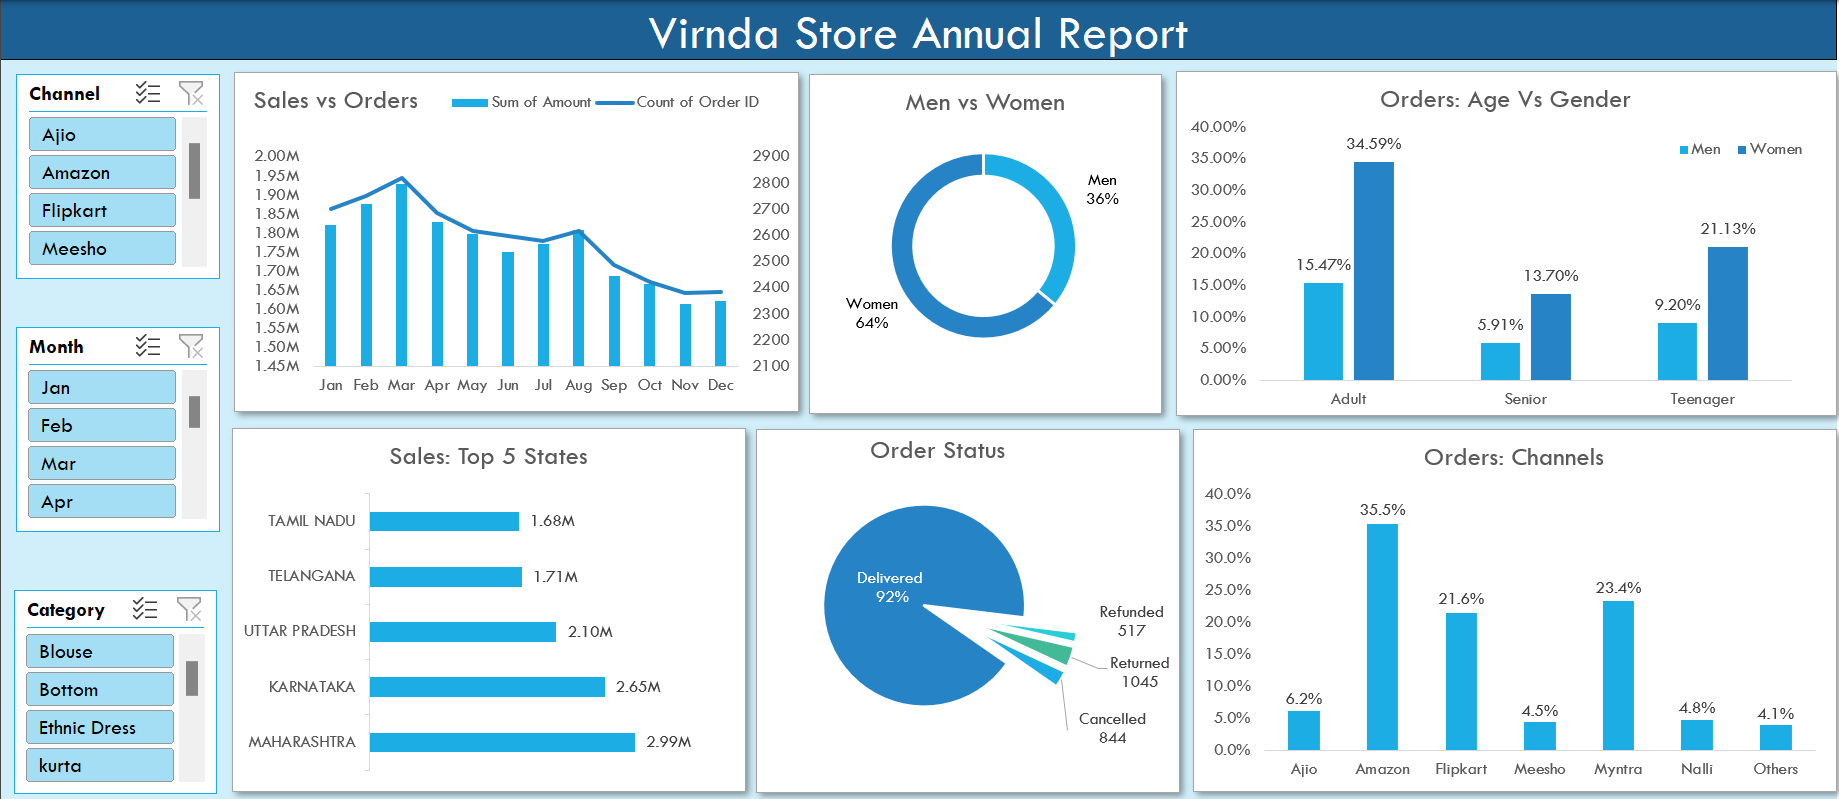 Virnda Store Annual Report
Channel
Ajio
Amazon
Flipkart
Meesho
Month
Jan
Feb
Mar
Apr
Category
Blouse
Bottom
Ethnic Dress
kurta
Sales vs Orders
Sum of Amount
Count of Order ID
2.00M
1.95M
1.90M
1.85M
1.80M
1.75M
1.70M
1.65M
1.60M
1.55M
1.50M
1.45M
2900
2800
2700
2600
2500
2400
2300
2200
2100
Jan Feb Mar Apr May Jun Jul Aug Sep Oct Nov Dec
Men vs Women
Men
36%
Women
64%
Orders: Age Vs Gender
Men
Women
40.00%
35.00%
30.00%
25.00%
20.00%
15.00%
10.00%
5.00%
0.00%
15.47%
34.59%
5.91%
13.70%
9.20%
21.13%
Adult Senior Teenager
Sales: Top 5 States
TAMIL NADU 1.68M
TELANGANA 1.71M
UTTAR PRADESH 2.10M
KARNATAKA 2.65M
MAHARASHTRA 2.99M
Order Status
Delivered
92%
Refunded
517
Returned
1045
Cancelled
844
Orders: Channels
40.0%
35.0%
30.0%
25.0%
20.0%
15.0%
10.0%
5.0%
0.0%
6.2%
35.5%
21.6%
4.5%
23.4%
4.8%
4.1%
Ajio Amazon Flipkart Meesho Myntra Nalli Others